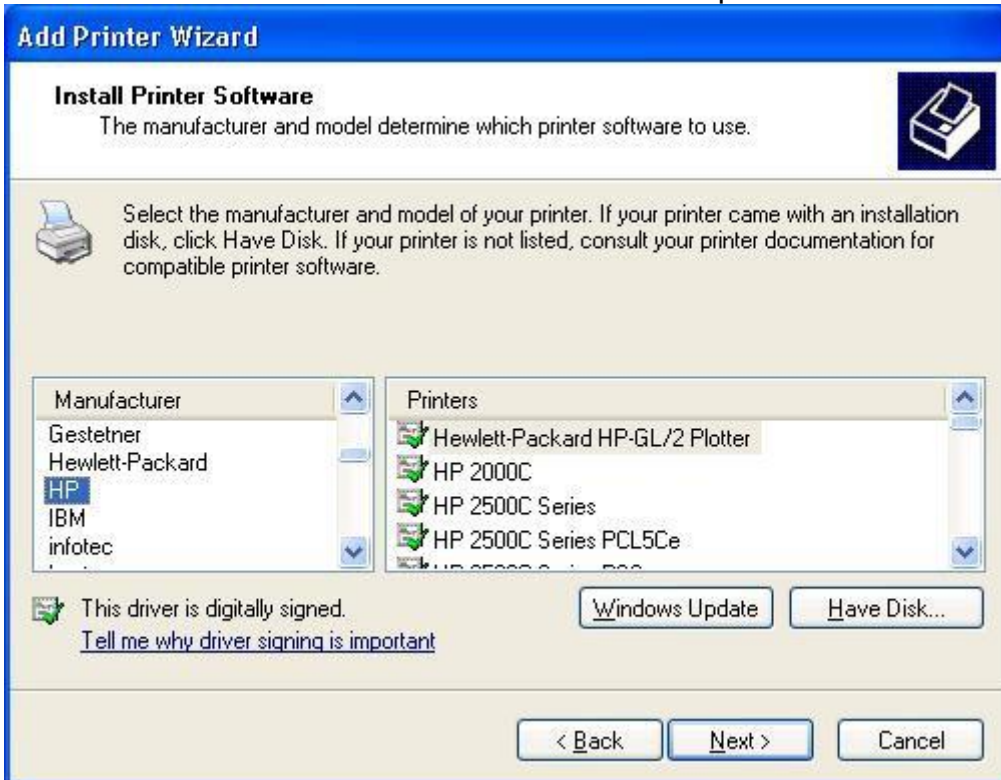 Add Printer Wizard
Install Printer Software
The manufacturer and model determine which printer software to use.
Select the manufacturer and model of your printer. If your printer came with an installation
disk, click Have Disk. If your printer is not listed, consult your printer documentation for
compatible printer software.
Manufacturer
Gestetner
Hewlett-Packard
HP
IBM
infotec
Printers
Hewlett-Packard HP-GL/2 Plotter
HP 2000C
HP 2500C Series
HP 2500C Series PCL5Ce
This driver is digitally signed.
Tell me why driver signing is important
Windows Update
Have Disk...
< Back
Next >
Cancel